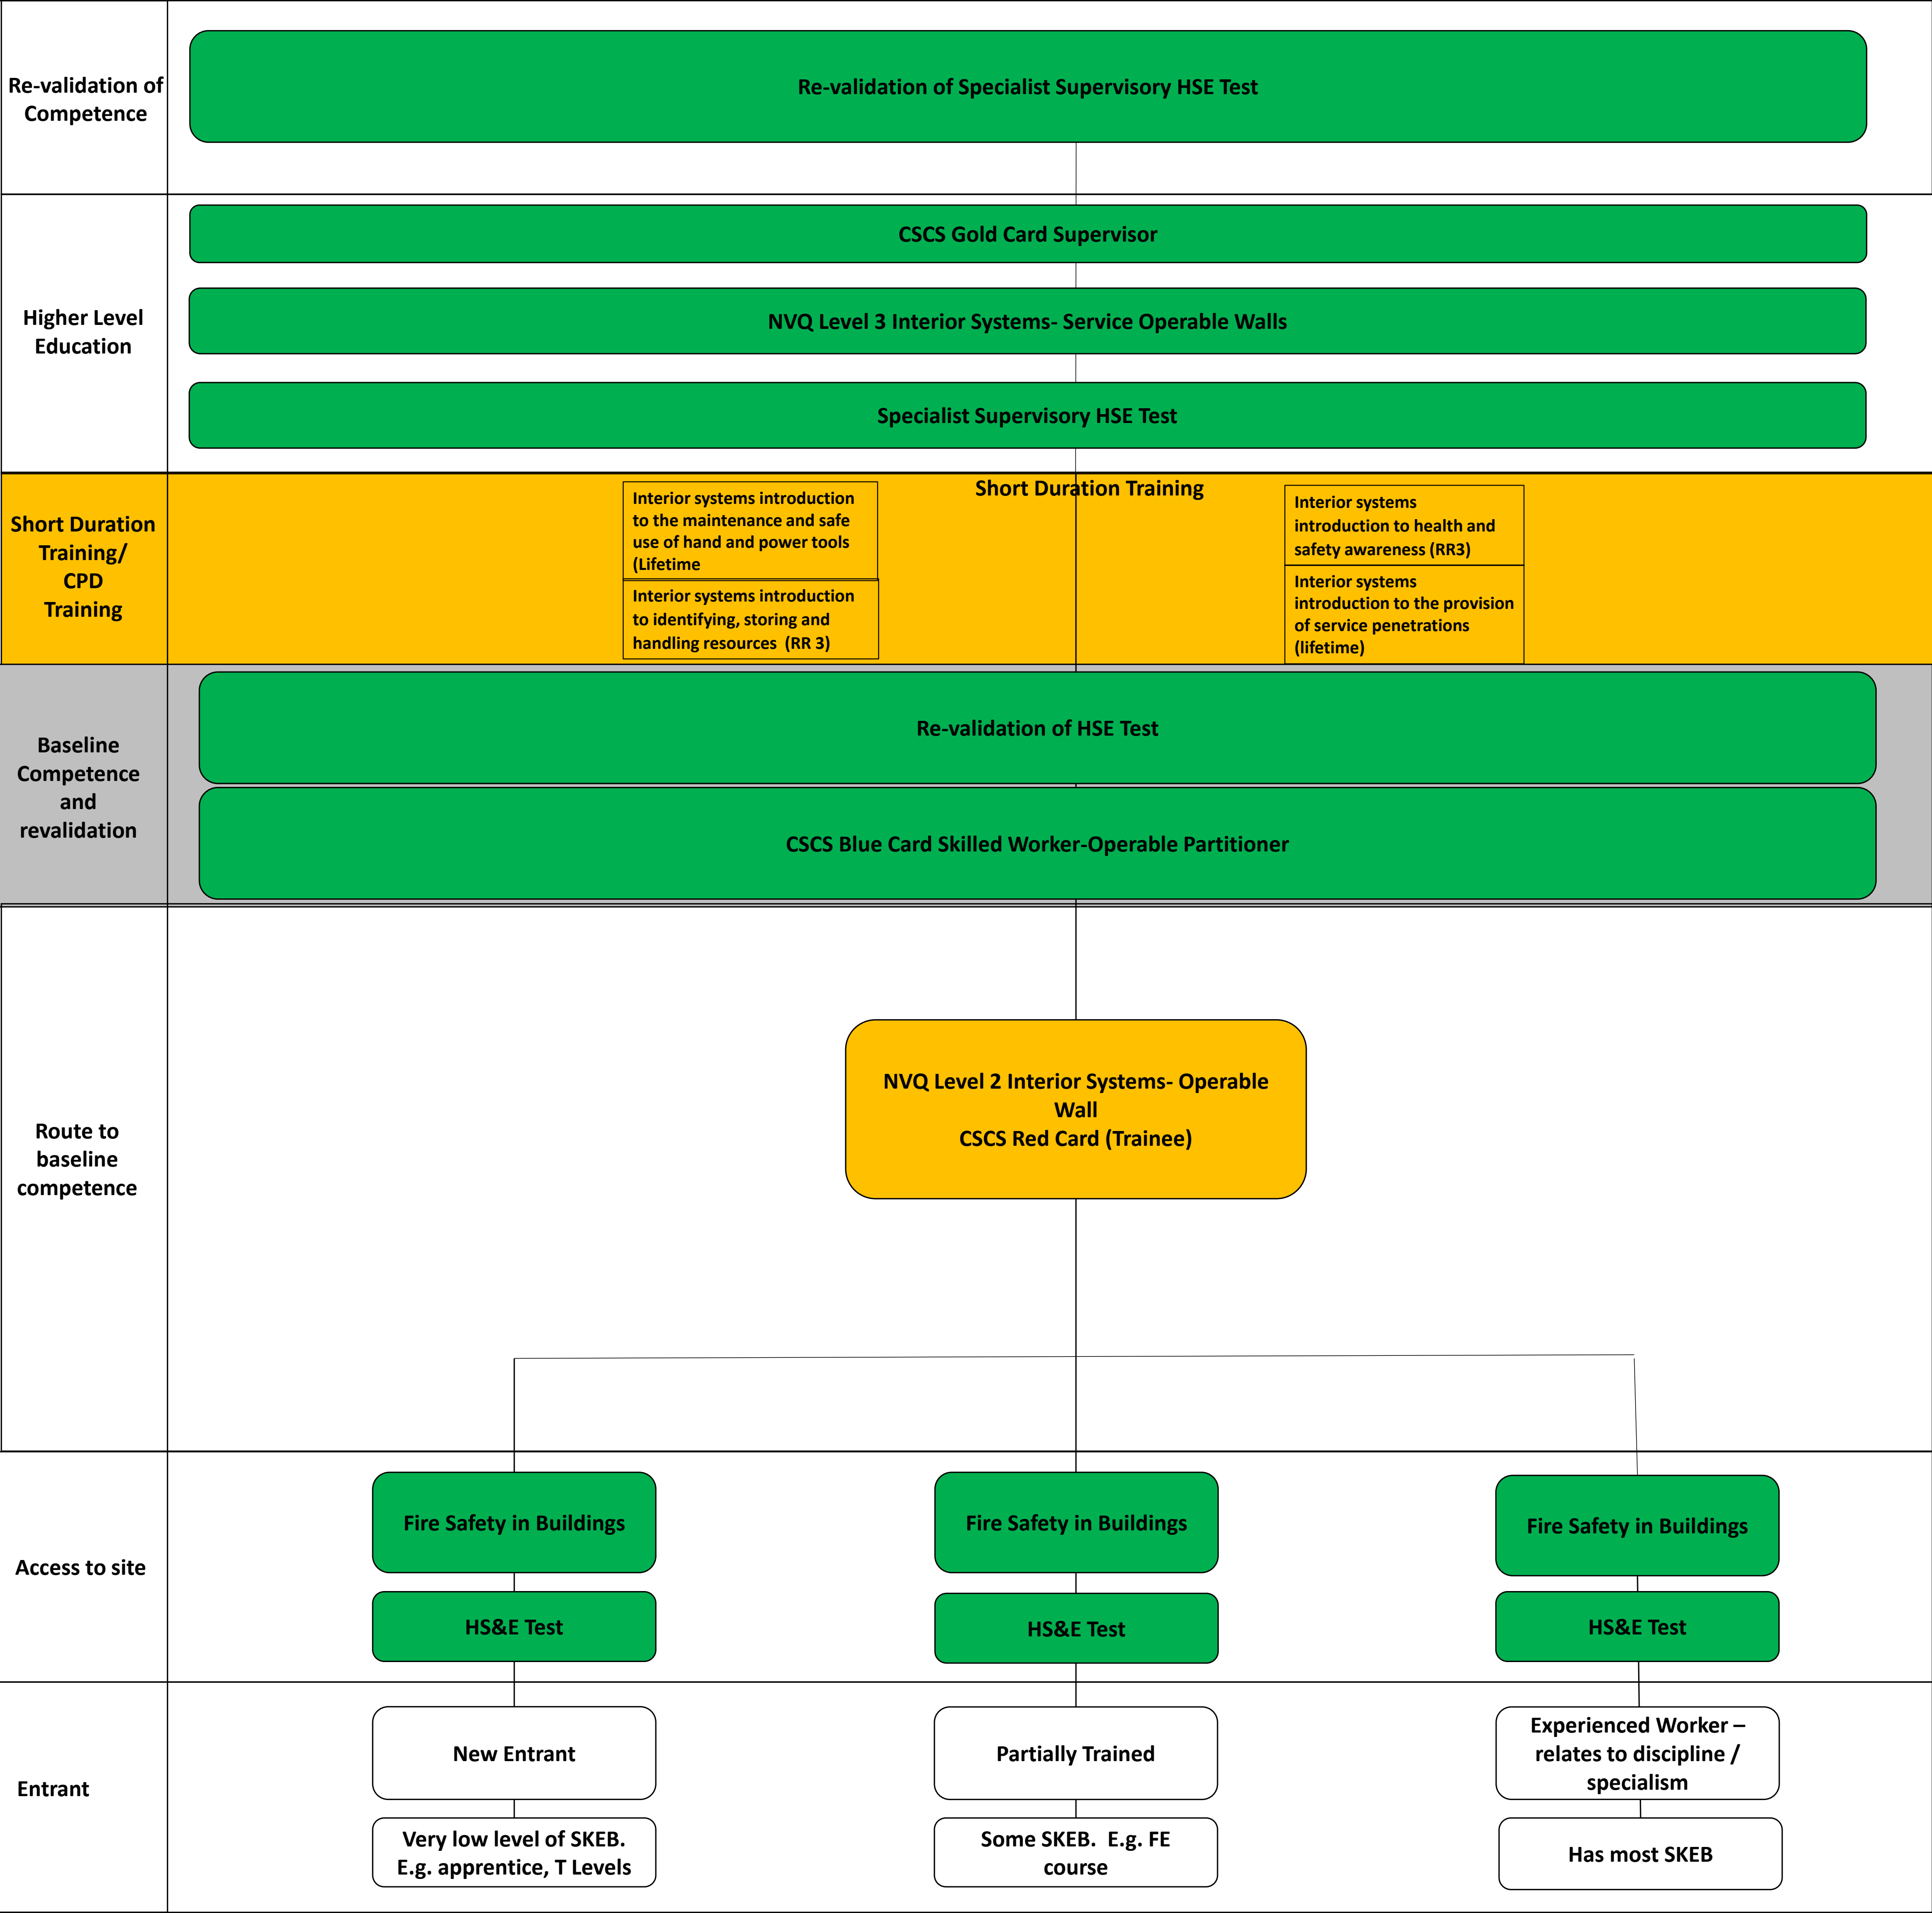 Re-validation of
Competence
Re-validation of Specialist Supervisory HSE Test
Higher Level
Education
CSCS Gold Card Supervisor
NVQ Level 3 Interior Systems- Service Operable Walls
Specialist Supervisory HSE Test
Short Duration
Training/
CPD
Training
Short Duration Training
Interior systems introduction
to the maintenance and safe
use of hand and power tools
(Lifetime
Interior systems introduction
to identifying, storing and
handling resources (RR 3)
Interior systems
introduction to health and
safety awareness (RR3)
Interior systems
introduction to the provision
of service penetrations
(lifetime)
Baseline
Competence
and
revalidation
Re-validation of HSE Test
CSCS Blue Card Skilled Worker-Operable Partitioner
Route to
baseline
competence
NVQ Level 2 Interior Systems- Operable
Wall
CSCS Red Card (Trainee)
Access to site
Fire Safety in Buildings
Fire Safety in Buildings
Fire Safety in Buildings
HS&E Test
HS&E Test
HS&E Test
Entrant
New Entrant
Partially Trained
Experienced Worker –
relates to discipline /
specialism
Very low level of SKEB.
E.g. apprentice, T Levels
Some SKEB. E.g. FE
course
Has most SKEB